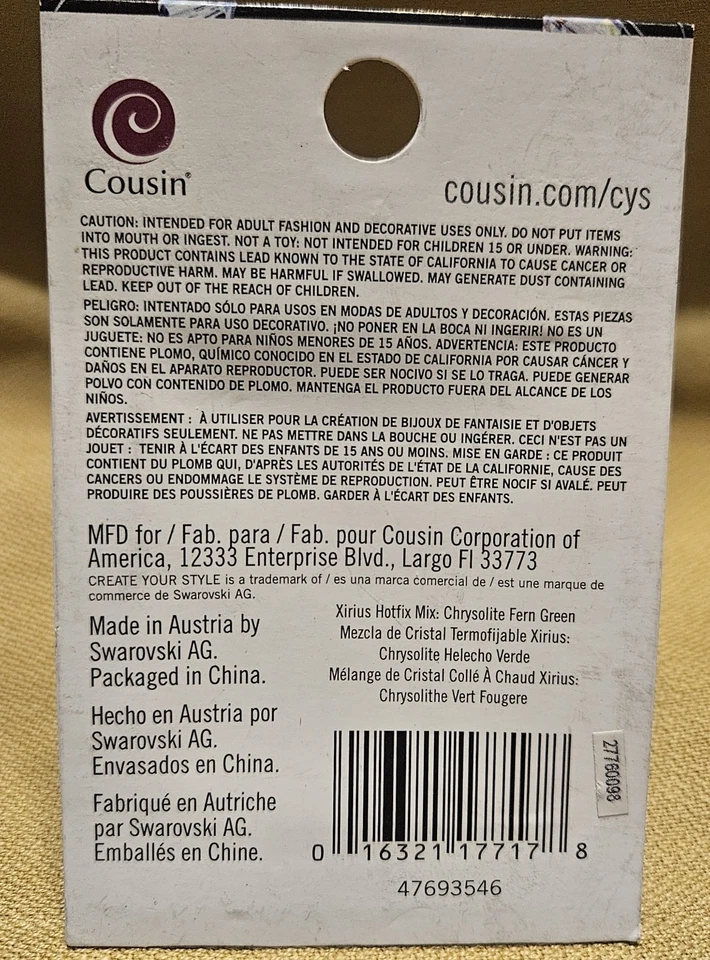 Cousin®
cousin.com/cys
CAUTION: INTENDED FOR ADULT FASHION AND DECORATIVE USES ONLY. DO NOT PUT ITEMS
INTO MOUTH OR INGEST. NOT A TOY: NOT INTENDED FOR CHILDREN 15 OR UNDER. WARNING:
THIS PRODUCT CONTAINS LEAD KNOWN TO THE STATE OF CALIFORNIA TO CAUSE CANCER OR
REPRODUCTIVE HARM. MAY BE HARMFUL IF SWALLOWED. MAY GENERATE DUST CONTAINING
LEAD. KEEP OUT OF THE REACH OF CHILDREN.
PELIGRO: INTENTADO SÓLO PARA USOS EN MODAS DE ADULTOS Y DECORACIÓN. ESTAS PIEZAS
SON SOLAMENTE PARA USO DECORATIVO. ¡NO PONER EN LA BOCA NI INGERIR! NO ES UN
JUGUETE: NO ES APTO PARA NIÑOS MENORES DE 15 AÑOS. ADVERTENCIA: ESTE PRODUCTO
CONTIENE PLOMO, QUÍMICO CONOCIDO EN EL ESTADO DE CALIFORNIA POR CAUSAR CÁNCER Y
DAÑOS EN EL APARATO REPRODUCTOR. PUEDE SER NOCIVO SI SE LO TRAGA. PUEDE GENERAR
POLVO CON CONTENIDO DE PLOMO. MANTENGA EL PRODUCTO FUERA DEL ALCANCE DE LOS
NIÑOS.
AVERTISSEMENT : À UTILISER POUR LA CRÉATION DE BIJOUX DE FANTAISIE ET D'OBJETS
DÉCORATIFS SEULEMENT. NE PAS METTRE DANS LA BOUCHE OU INGÉRER. CECI N'EST PAS UN
JOUET : TENIR À L'ÉCART DES ENFANTS DE 15 ANS OU MOINS. MISE EN GARDE : CE PRODUIT
CONTIENT DU PLOMB QUI, D'APRÈS LES AUTORITÉS DE L'ÉTAT DE LA CALIFORNIE, CAUSE DES
CANCERS OU ENDOMMAGE LE SYSTÈME DE REPRODUCTION. PEUT ÊTRE NOCIF SI AVALÉ. PEUT
PRODUIRE DES POUSSIÈRES DE PLOMB. GARDER À L'ÉCART DES ENFANTS.
MFD for / Fab. para / Fab. pour Cousin Corporation of
America, 12333 Enterprise Blvd., Largo Fl 33773
CREATE YOUR STYLE is a trademark of / es una marca comercial de / est une marque de
commerce de Swarovski AG.
Made in Austria by
Swarovski AG.
Packaged in China.
Hecho en Austria por
Swarovski AG.
Envasados en China.
Fabriqué en Autriche
par Swarovski AG.
Emballés en Chine.
Xirius Hotfix Mix: Chrysolite Fern Green
Mezcla de Cristal Termofijable Xirius:
Chrysolite Helecho Verde
Mélange de Cristal Collé À Chaud Xirius:
Chrysolithe Vert Fougere
27760098
0 16321 17717 8
47693546